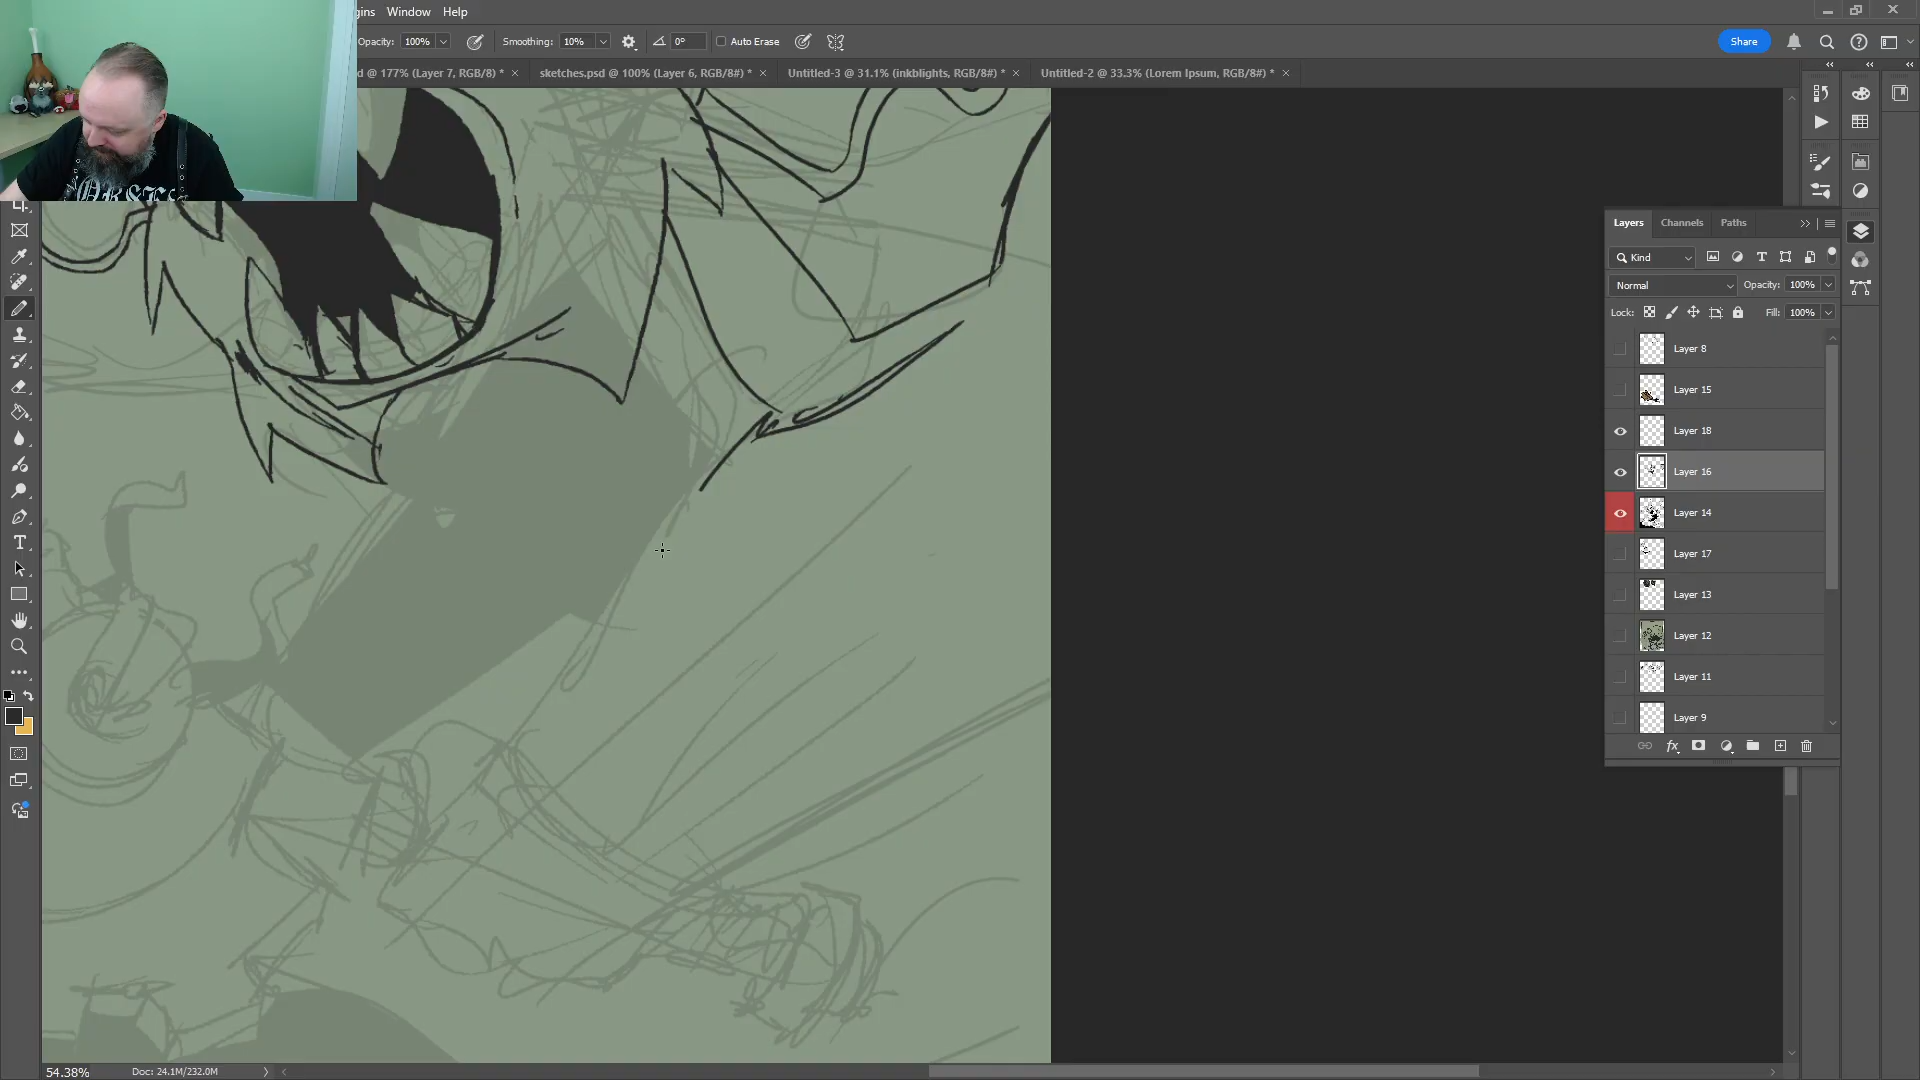 gins Window Help
Opacity: 100% Smoothing: 10% 0° Auto Erase Share
d @ 177% (Layer 7, RGB/8) * × sketches.psd @ 100% (Layer 6, RGB/8#) * × Untitled-3 @ 31.1% (inkblights, RGB/8#) * × Untitled-2 @ 33.3% (Lorem Ipsum, RGB/8#) * ×
Layers Channels Paths
Kind
Normal Opacity: 100%
Lock: Fill: 100%
Layer 8
Layer 15
Layer 18
Layer 16
Layer 14
Layer 17
Layer 13
Layer 12
Layer 11
Layer 9
54.38% Doc: 24.1M/232.0M